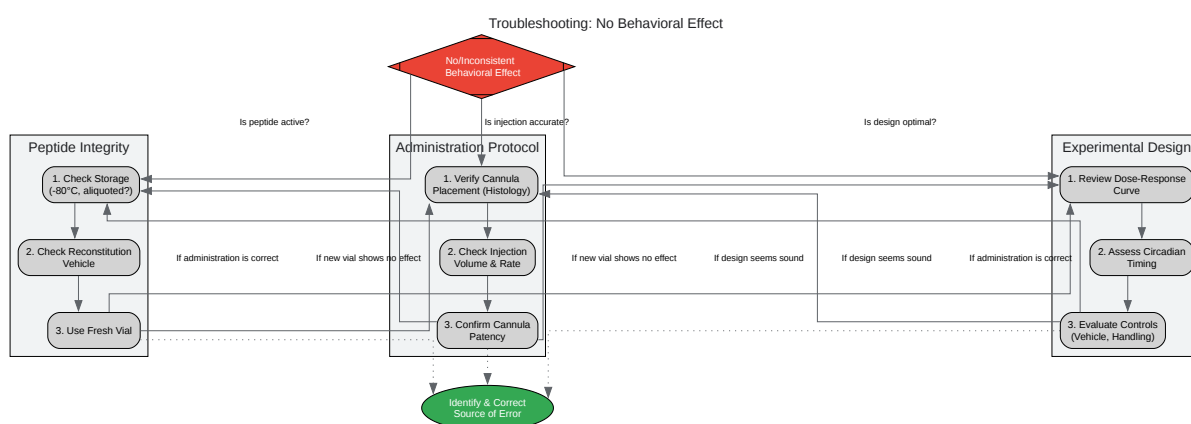 Troubleshooting: No Behavioral Effect
No/Inconsistent
Behavioral Effect
Is peptide active?
Is injection accurate?
Is design optimal?
Peptide Integrity
Administration Protocol
Experimental Design
1. Check Storage
(-80°C, aliquoted?)
1. Verify Cannula
Placement (Histology)
1. Review Dose-Response
Curve
2. Check Reconstitution
Vehicle
If administration is correct
If new vial shows no effect
2. Check Injection
Volume & Rate
If new vial shows no effect
If design seems sound
If design seems sound
If administration is correct
2. Assess Circadian
Timing
3. Use Fresh Vial
3. Confirm Cannula
Patency
3. Evaluate Controls
(Vehicle, Handling)
Identify & Correct
Source of Error